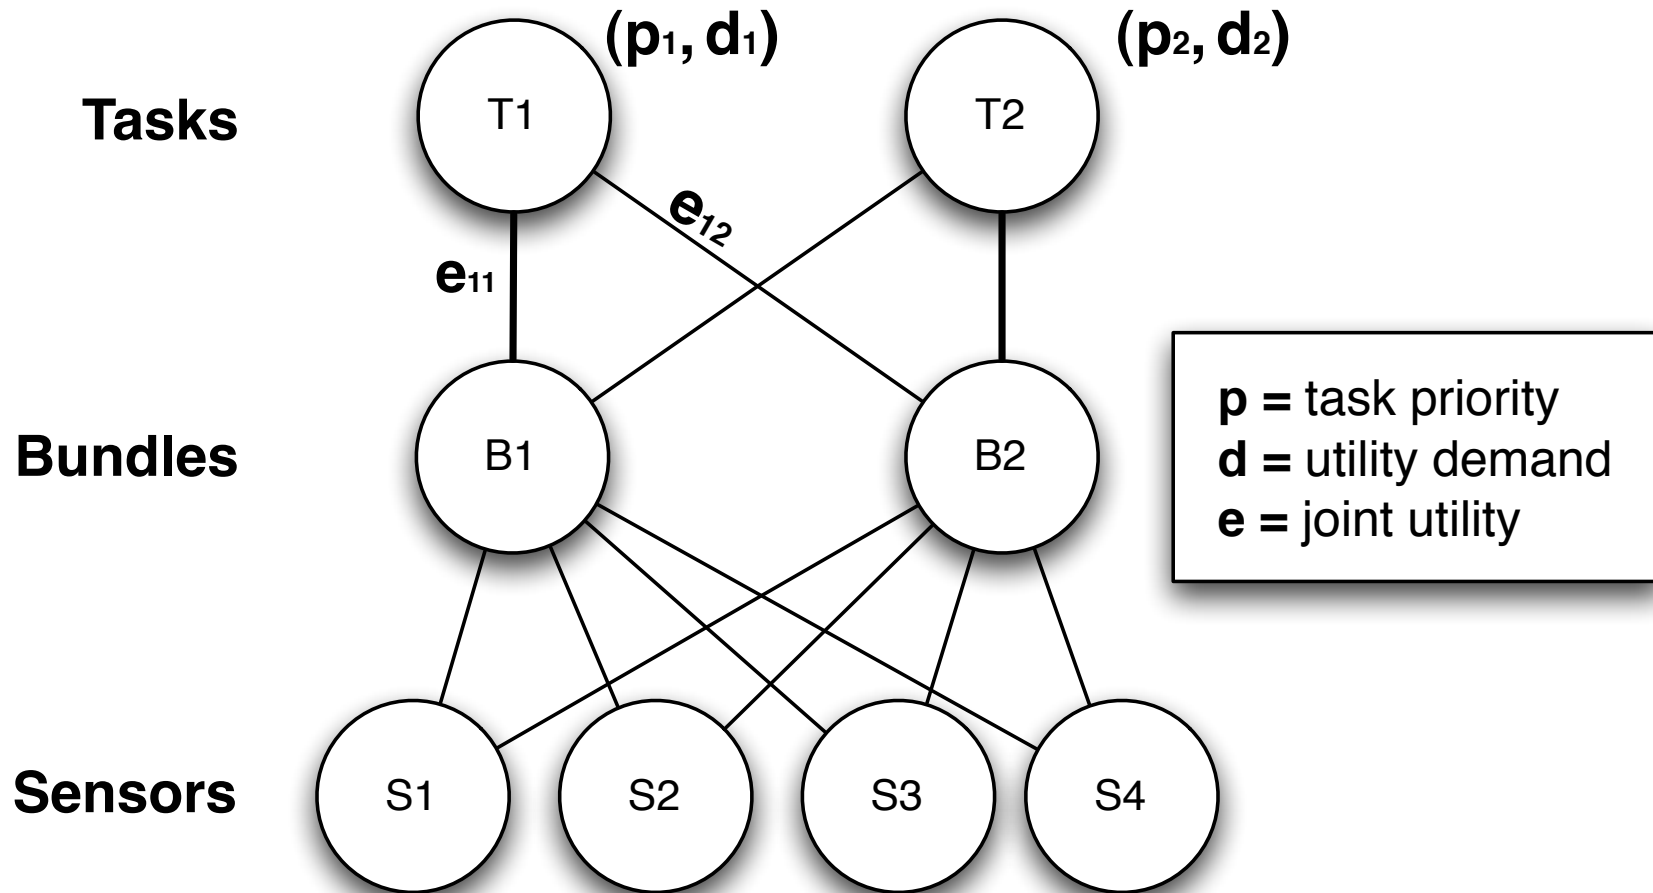 (p1, d1) (p2, d2)
Tasks T1 T2
e12
e11
Bundles B1 B2
p = task priority
d = utility demand
e = joint utility
Sensors S1 S2 S3 S4